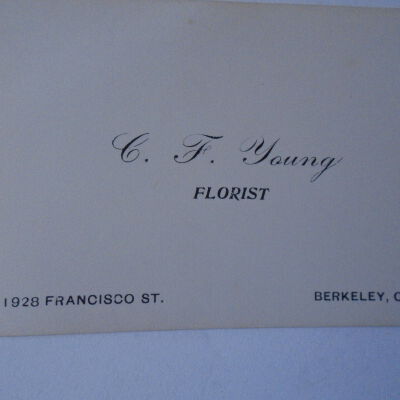 C. F. Young
FLORIST
1928 FRANCISCO ST.
BERKELEY, C